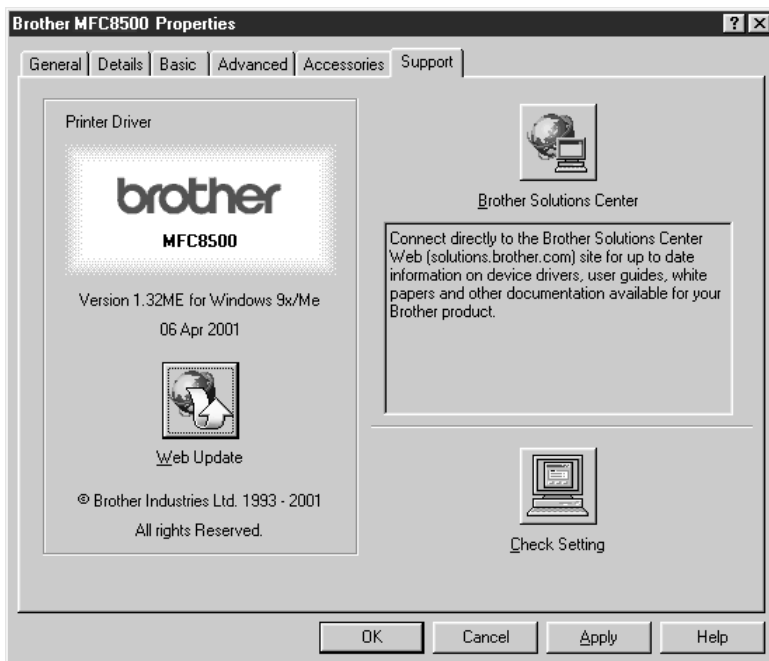 Brother MFC8500 Properties
General Details Basic Advanced Accessories Support
Printer Driver
brother
MFC8500
Version 1.32ME for Windows 9x/Me
06 Apr 2001
Web Update
© Brother Industries Ltd. 1993 - 2001
All rights Reserved.
Brother Solutions Center
Connect directly to the Brother Solutions Center
Web (solutions.brother.com) site for up to date
information on device drivers, user guides, white
papers and other documentation available for your
Brother product.
Check Setting
OK Cancel Apply Help